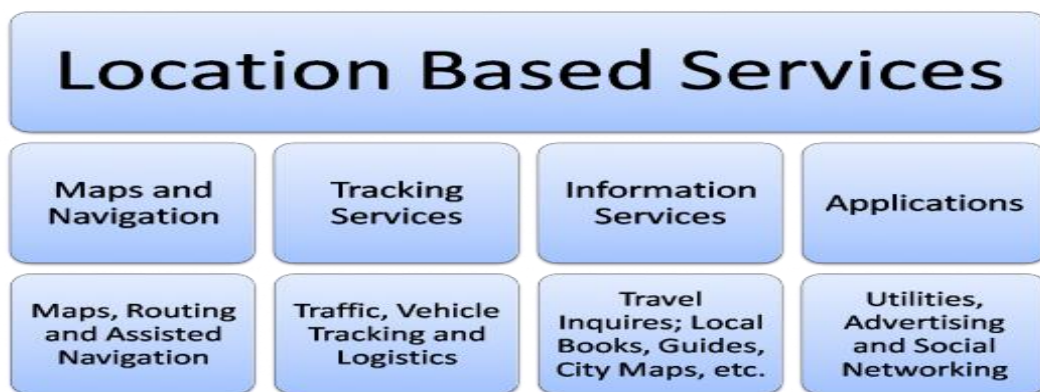 Location Based Services
Maps and
Navigation
Tracking
Services
Information
Services
Applications
Maps, Routing
and Assisted
Navigation
Traffic, Vehicle
Tracking and
Logistics
Travel
Inquires; Local
Books, Guides,
City Maps, etc.
Utilities,
Advertising
and Social
Networking